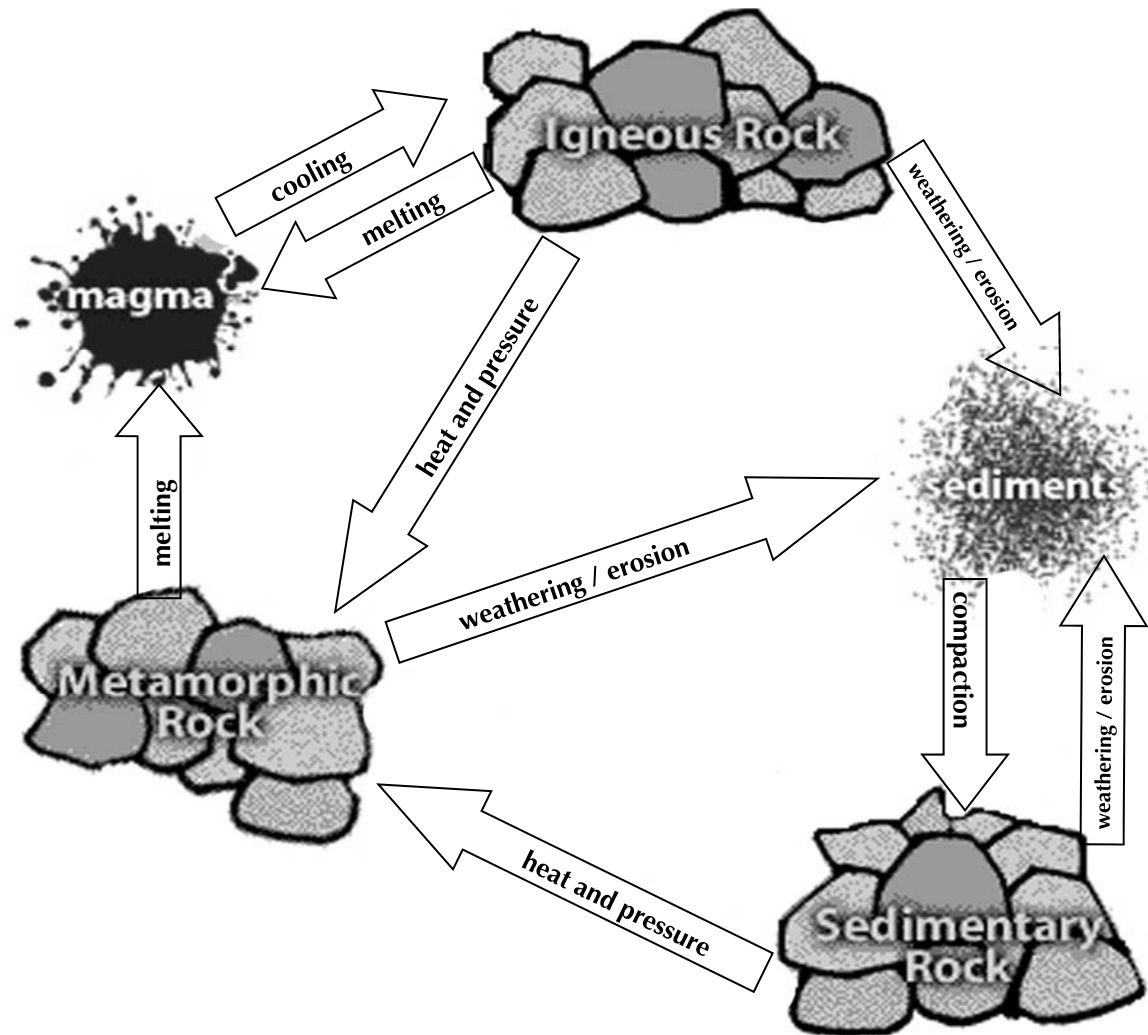 Igneous Rock
cooling
melting
weathering / erosion
magma
heat and pressure
sediments
melting
weathering / erosion
compaction
weathering / erosion
Metamorphic
Rock
heat and pressure
Sedimentary
Rock